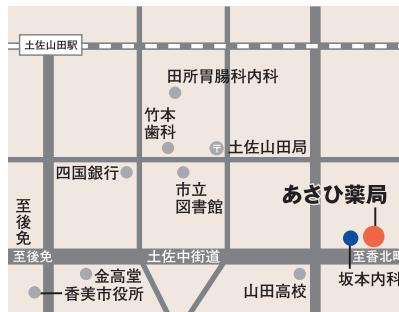 土佐山田駅
田所胃腸科内科
竹本
歯科
〒
土佐山田局
四国銀行
市立
図書館
あさひ薬局
至後免
至後免
土佐中街道
至香北町
坂本内科
金高堂
香美市役所
山田高校